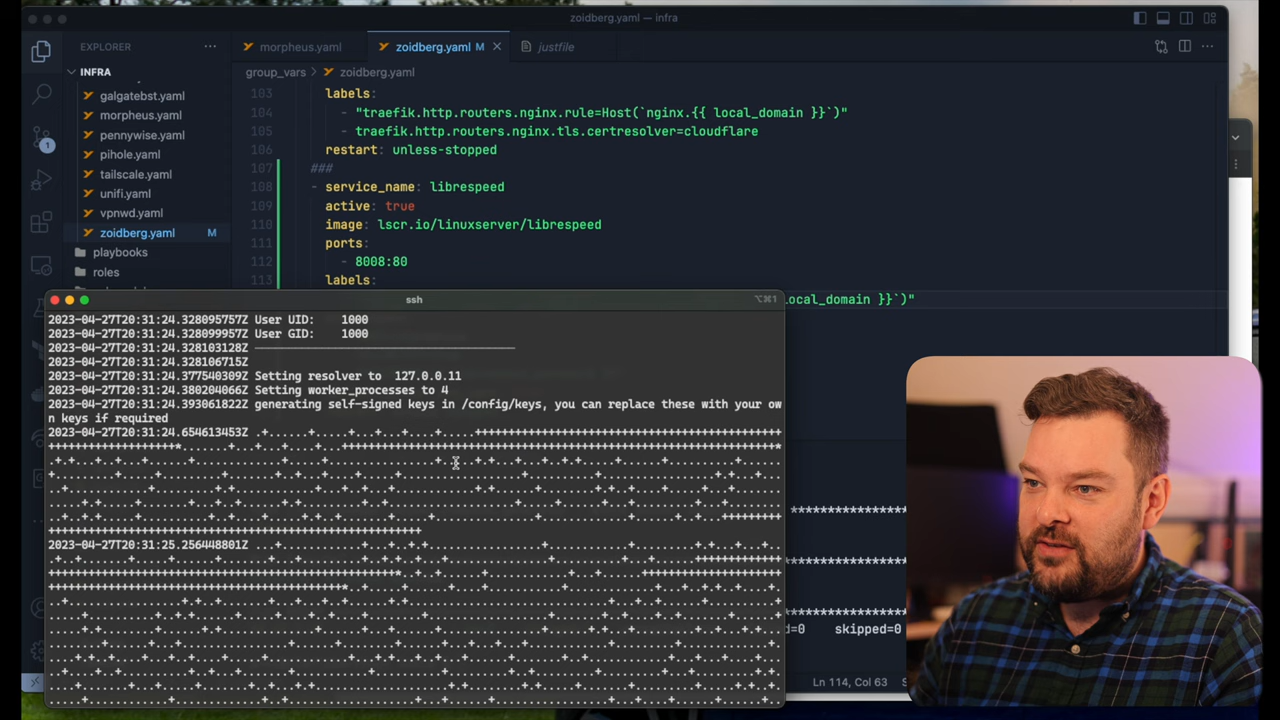 zoidberg.yaml — infra
EXPLORER
INFRA
galgatebst.yaml
morpheus.yaml
pennywise.yaml
pihole.yaml
tailscale.yaml
unifi.yaml
vpnwd.yaml
zoidberg.yaml M
playbooks
roles
1
morpheus.yaml
zoidberg.yaml M
justfile
group_vars > zoidberg.yaml
103 labels:
104 - "traefik.http.routers.nginx.rule=Host(`nginx.{{ local_domain }}`)"
105 - traefik.http.routers.nginx.tls.certresolver=cloudflare
106 restart: unless-stopped
107 ###
108 - service_name: librespeed
109 active: true
110 image: lscr.io/linuxserver/librespeed
111 ports:
112 - 8008:80
113 labels:
local_domain }}`)"
ssh
⌥⌘1
2023-04-27T20:31:24.328095757Z User UID: 1000
2023-04-27T20:31:24.328099957Z User GID: 1000
2023-04-27T20:31:24.328103128Z
2023-04-27T20:31:24.328106715Z
2023-04-27T20:31:24.377540309Z Setting resolver to 127.0.0.11
2023-04-27T20:31:24.380204066Z Setting worker_processes to 4
2023-04-27T20:31:24.393061822Z generating self-signed keys in /config/keys, you can replace these with your ow
n keys if required
2023-04-27T20:31:24.654613453Z
2023-04-27T20:31:25.256448801Z
=0 skipped=0
Ln 114, Col 63